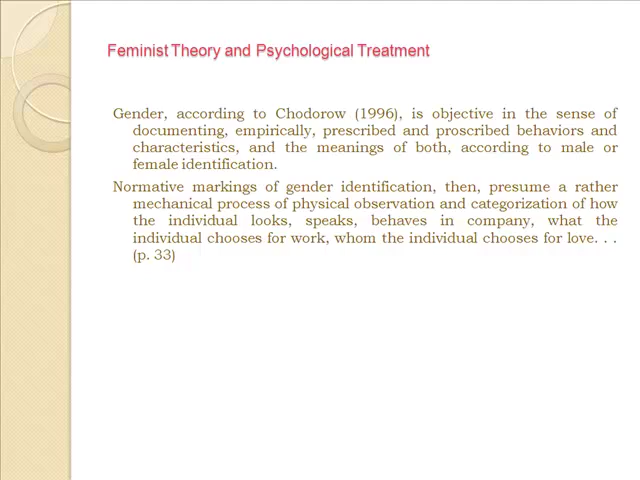 Feminist Theory and Psychological Treatment
Gender, according to Chodorow (1996), is objective in the sense of
documenting, empirically, prescribed and proscribed behaviors and
characteristics, and the meanings of both, according to male or
female identification.
Normative markings of gender identification, then, presume a rather
mechanical process of physical observation and categorization of how
the individual looks, speaks, behaves in company, what the
individual chooses for work, whom the individual chooses for love. . .
(p. 33)